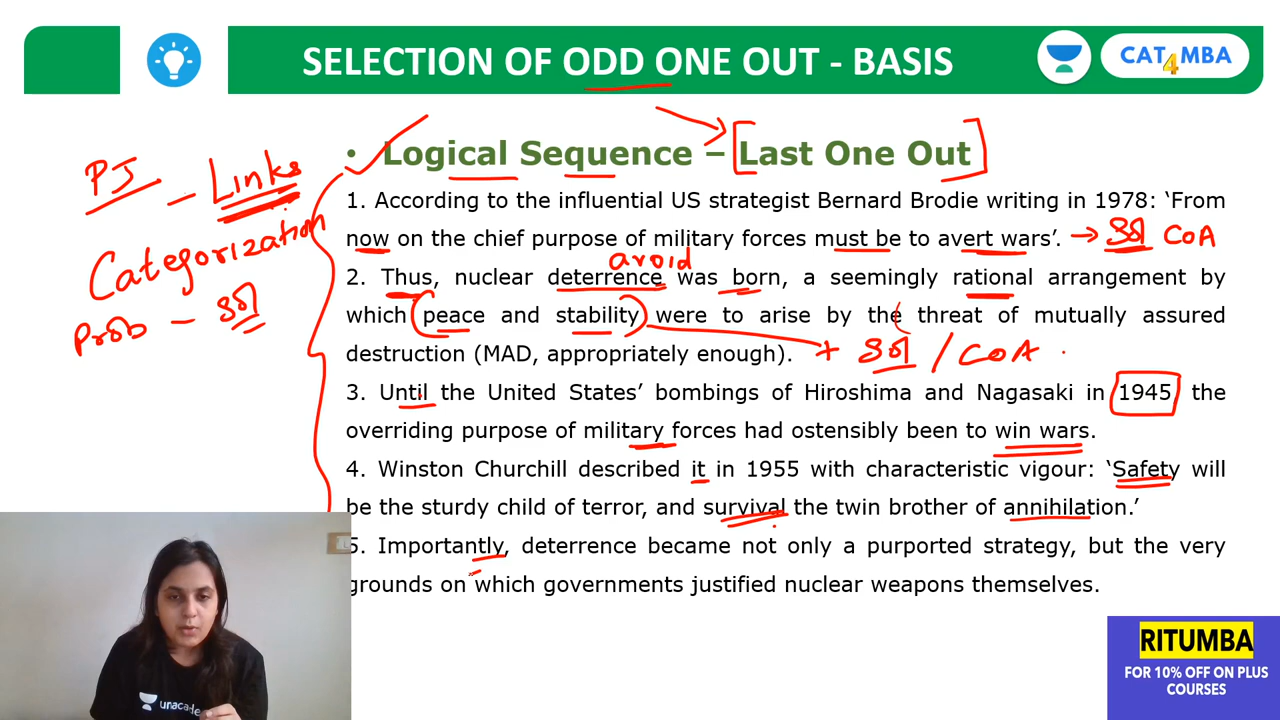 SELECTION OF ODD ONE OUT - BASIS
CAT4MBA
• Logical Sequence – [Last One Out]
PJ – Links
Categorization
Prob – Sol
1. According to the influential US strategist Bernard Brodie writing in 1978: ‘From
now on the chief purpose of military forces must be to avert wars’. → Sol CoA
avoid
2. Thus, nuclear deterrence was born, a seemingly rational arrangement by
which (peace and stability) were to arise by the threat of mutually assured
destruction (MAD, appropriately enough). + Sol / CoA
3. Until the United States’ bombings of Hiroshima and Nagasaki in 1945 the
overriding purpose of military forces had ostensibly been to win wars.
4. Winston Churchill described it in 1955 with characteristic vigour: ‘Safety will
be the sturdy child of terror, and survival the twin brother of annihilation.’
5. Importantly, deterrence became not only a purported strategy, but the very
grounds on which governments justified nuclear weapons themselves.
unacade
RITUMBA
FOR 10% OFF ON PLUS
COURSES